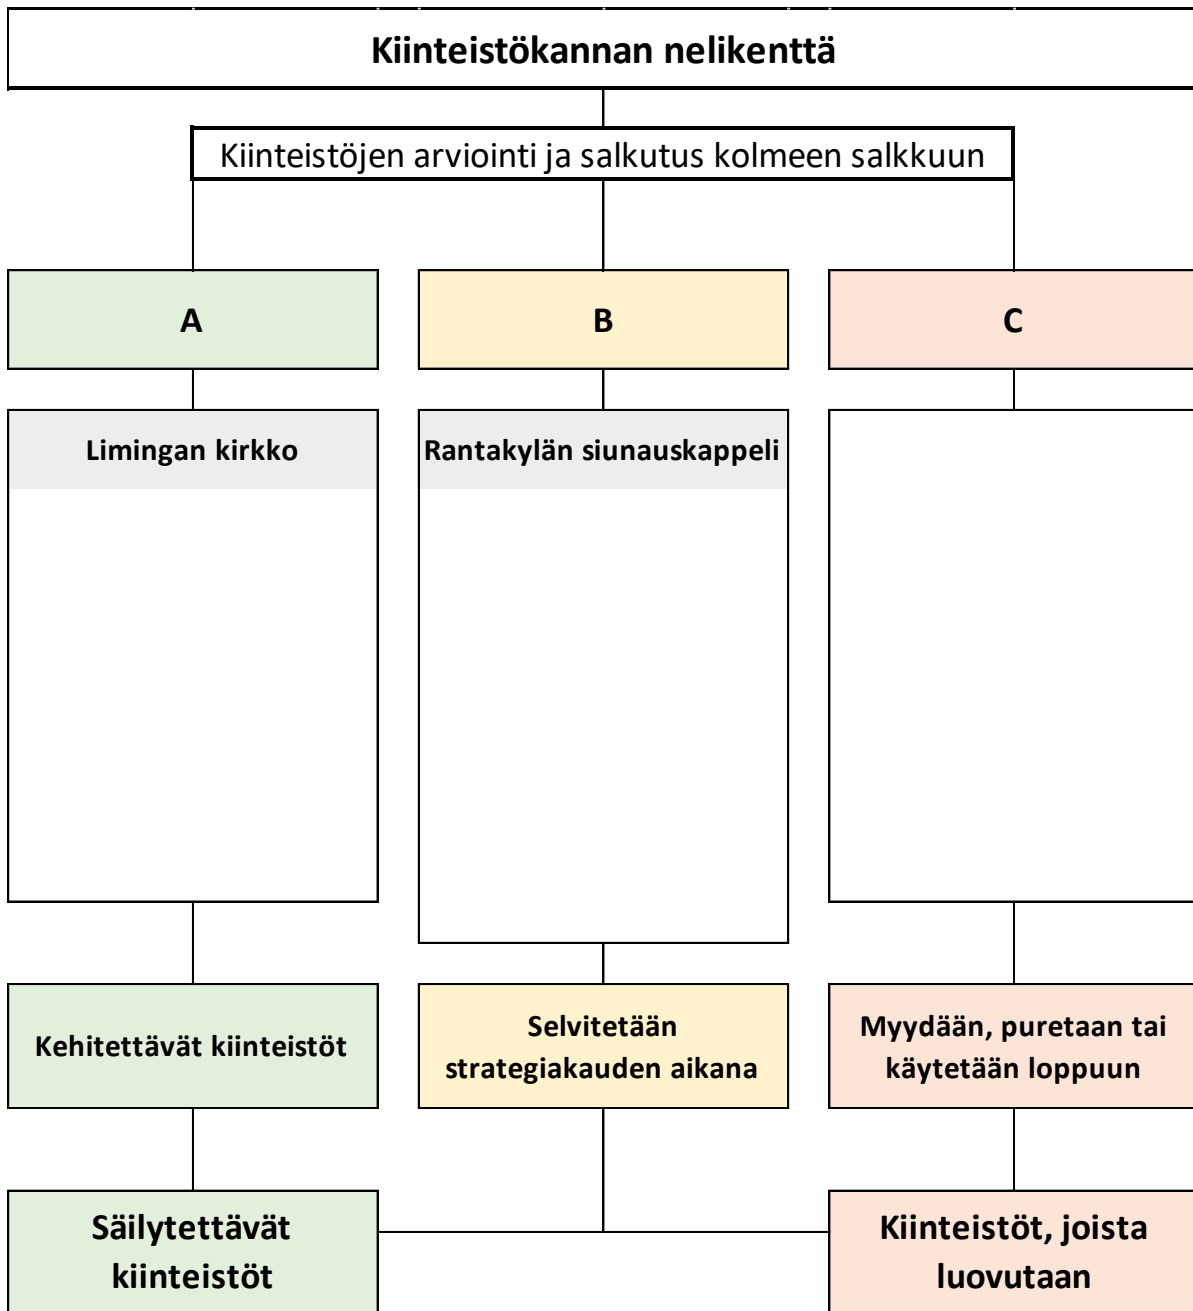 Kiinteistökannan nelikenttä
Kiinteistöjen arviointi ja salkutus kolmeen salkkuun
A
B
C
Limingan kirkko
Rantakylän siunauskappeli
Kehitettävät kiinteistöt
Selvitetään
strategiakauden aikana
Myydään, puretaan tai
käytetään loppuun
Säilytettävät
kiinteistöt
Kiinteistöt, joista
luovutaan